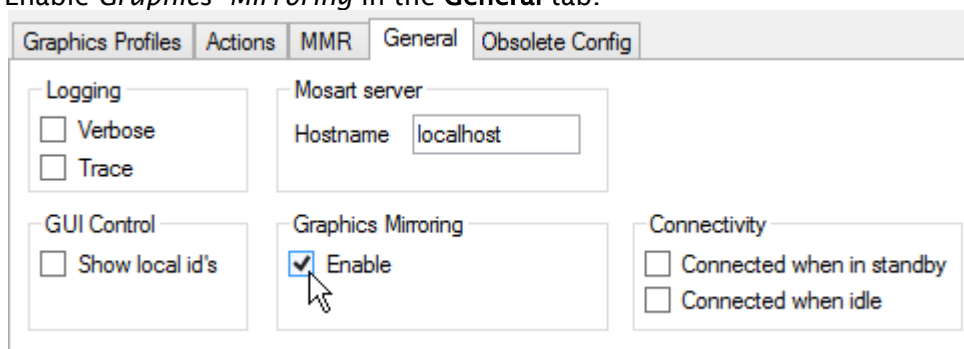 Enable Graphics Mirroring in the General tab:
Graphics Profiles Actions MMR General Obsolete Config
Logging Mosart server
Verbose Hostname localhost
Trace
GUI Control Graphics Mirroring Connectivity
Show local id's Enable Connected when in standby
Connected when idle